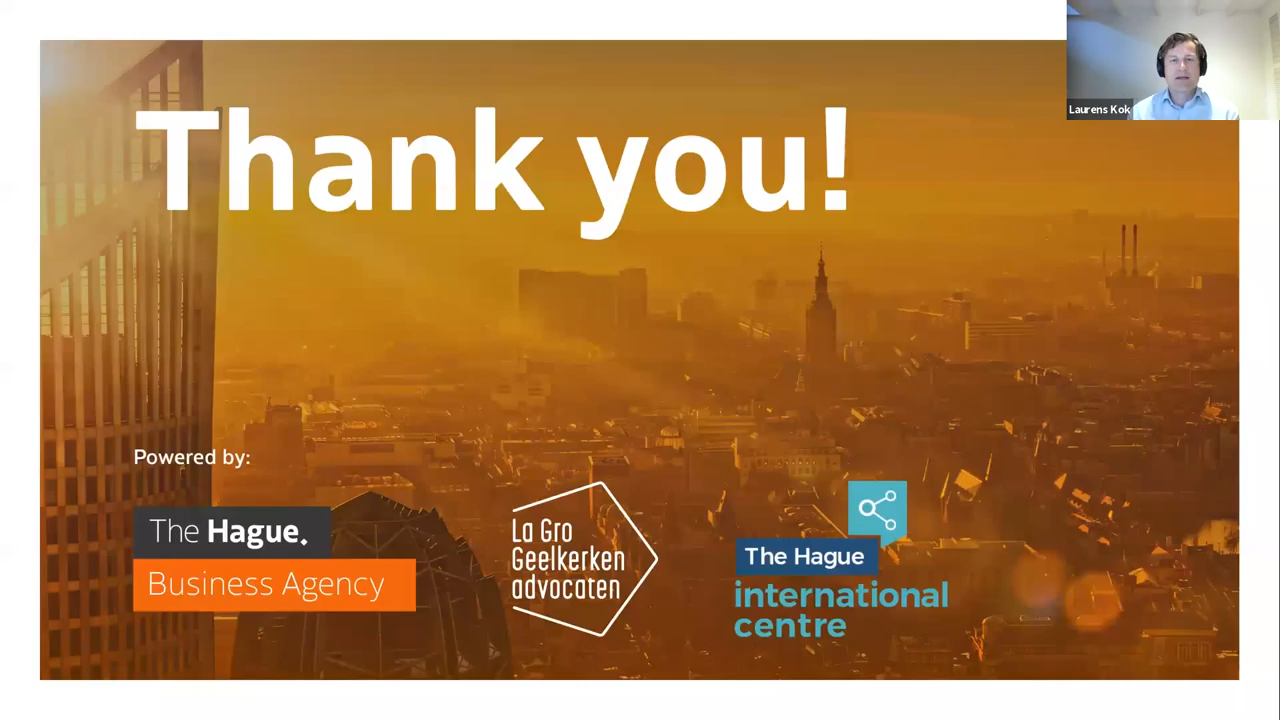 Laurens Kok
Thank you!
Powered by:
The Hague.
Business Agency
La Gro
Geelkerken
advocaten
The Hague
international
centre